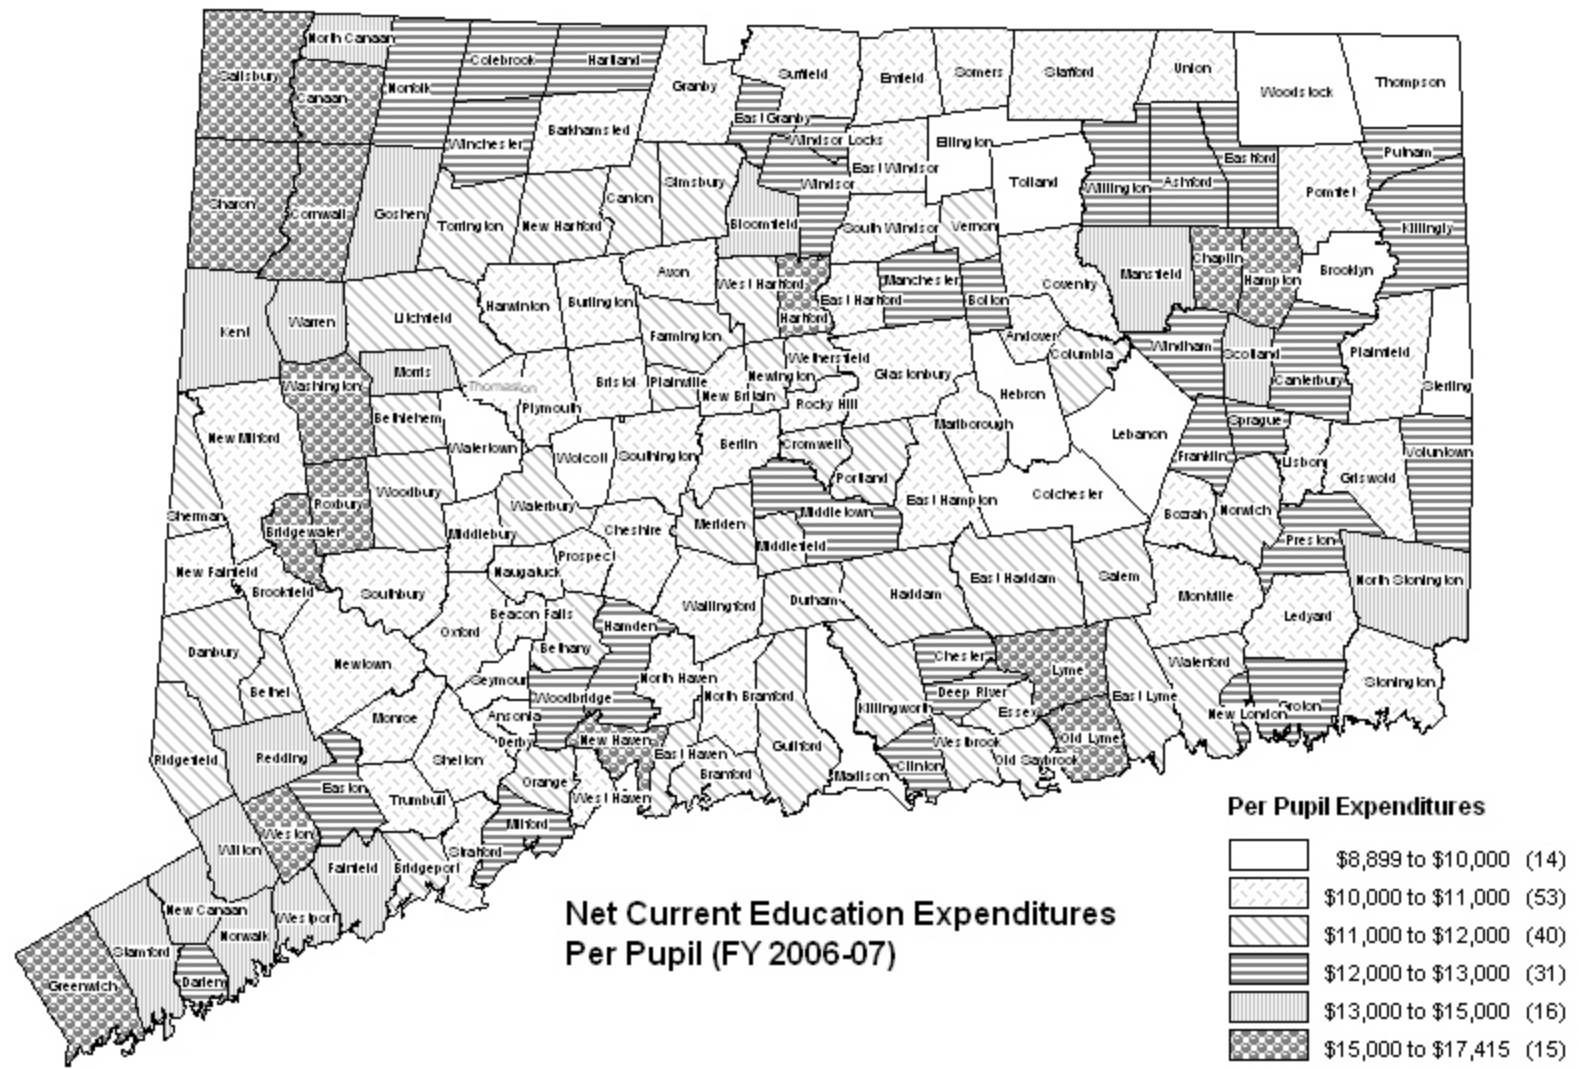 North Canaan
Salisbury
Canaan
Norfolk
Colebrook
Hartland
Granby
Suffield
Enfield
Somers
Stafford
Union
Woodstock
Thompson
Winchester
Barkhamsted
East Granby
Windsor Locks
East Windsor
Ellington
Windsor
Tolland
Willington
Ashford
Eastford
Pomfret
Putnam
Killingly
Sharon
Cornwall
Goshen
Torrington
New Hartford
Canton
Simsbury
Bloomfield
South Windsor
Vernon
Mansfield
Chaplin
Hampton
Brooklyn
Kent
Warren
Litchfield
Harwinton
Burlington
Avon
West Hartford
Hartford
East Hartford
Manchester
Bolton
Coventry
Andover
Columbia
Windham
Scotland
Canterbury
Plainfield
Sterling
Farmington
Washington
Morris
Thomaston
Plymouth
Bristol
Plainville
New Britain
Newington
Wethersfield
Rocky Hill
Glastonbury
Hebron
Marlborough
Lebanon
New Milford
Bethlehem
Watertown
Wolcott
Southington
Berlin
Cromwell
Portland
Franklin
Sprague
Lisbon
Griswold
Voluntown
Sherman
Roxbury
Woodbury
Bridgewater
Waterbury
Middlebury
Cheshire
Meriden
Middletown
Middlefield
East Hampton
Colchester
Bozrah
Norwich
Preston
North Stonington
New Fairfield
Brookfield
Southbury
Naugatuck
Prospect
Wallingford
Durham
Haddam
East Haddam
Salem
Montville
Ledyard
Stonington
Danbury
Bethel
Newtown
Oxford
Beacon Falls
Bethany
Hamden
Seymour
Woodbridge
North Haven
North Branford
Guilford
Killingworth
Chester
Deep River
Essex
Lyme
East Lyme
Waterford
New London
Groton
Ridgefield
Redding
Monroe
Ansonia
Derby
Shelton
New Haven
East Haven
Branford
Madison
Clinton
Westbrook
Old Saybrook
Old Lyme
Easton
Trumbull
Orange
West Haven
Milford
Weston
Wilton
Stratford
Fairfield
Bridgeport
New Canaan
Westport
Norwalk
Stamford
Darien
Greenwich
Net Current Education Expenditures
Per Pupil (FY 2006-07)
Per Pupil Expenditures
$8,899 to $10,000 (14)
$10,000 to $11,000 (53)
$11,000 to $12,000 (40)
$12,000 to $13,000 (31)
$13,000 to $15,000 (16)
$15,000 to $17,415 (15)